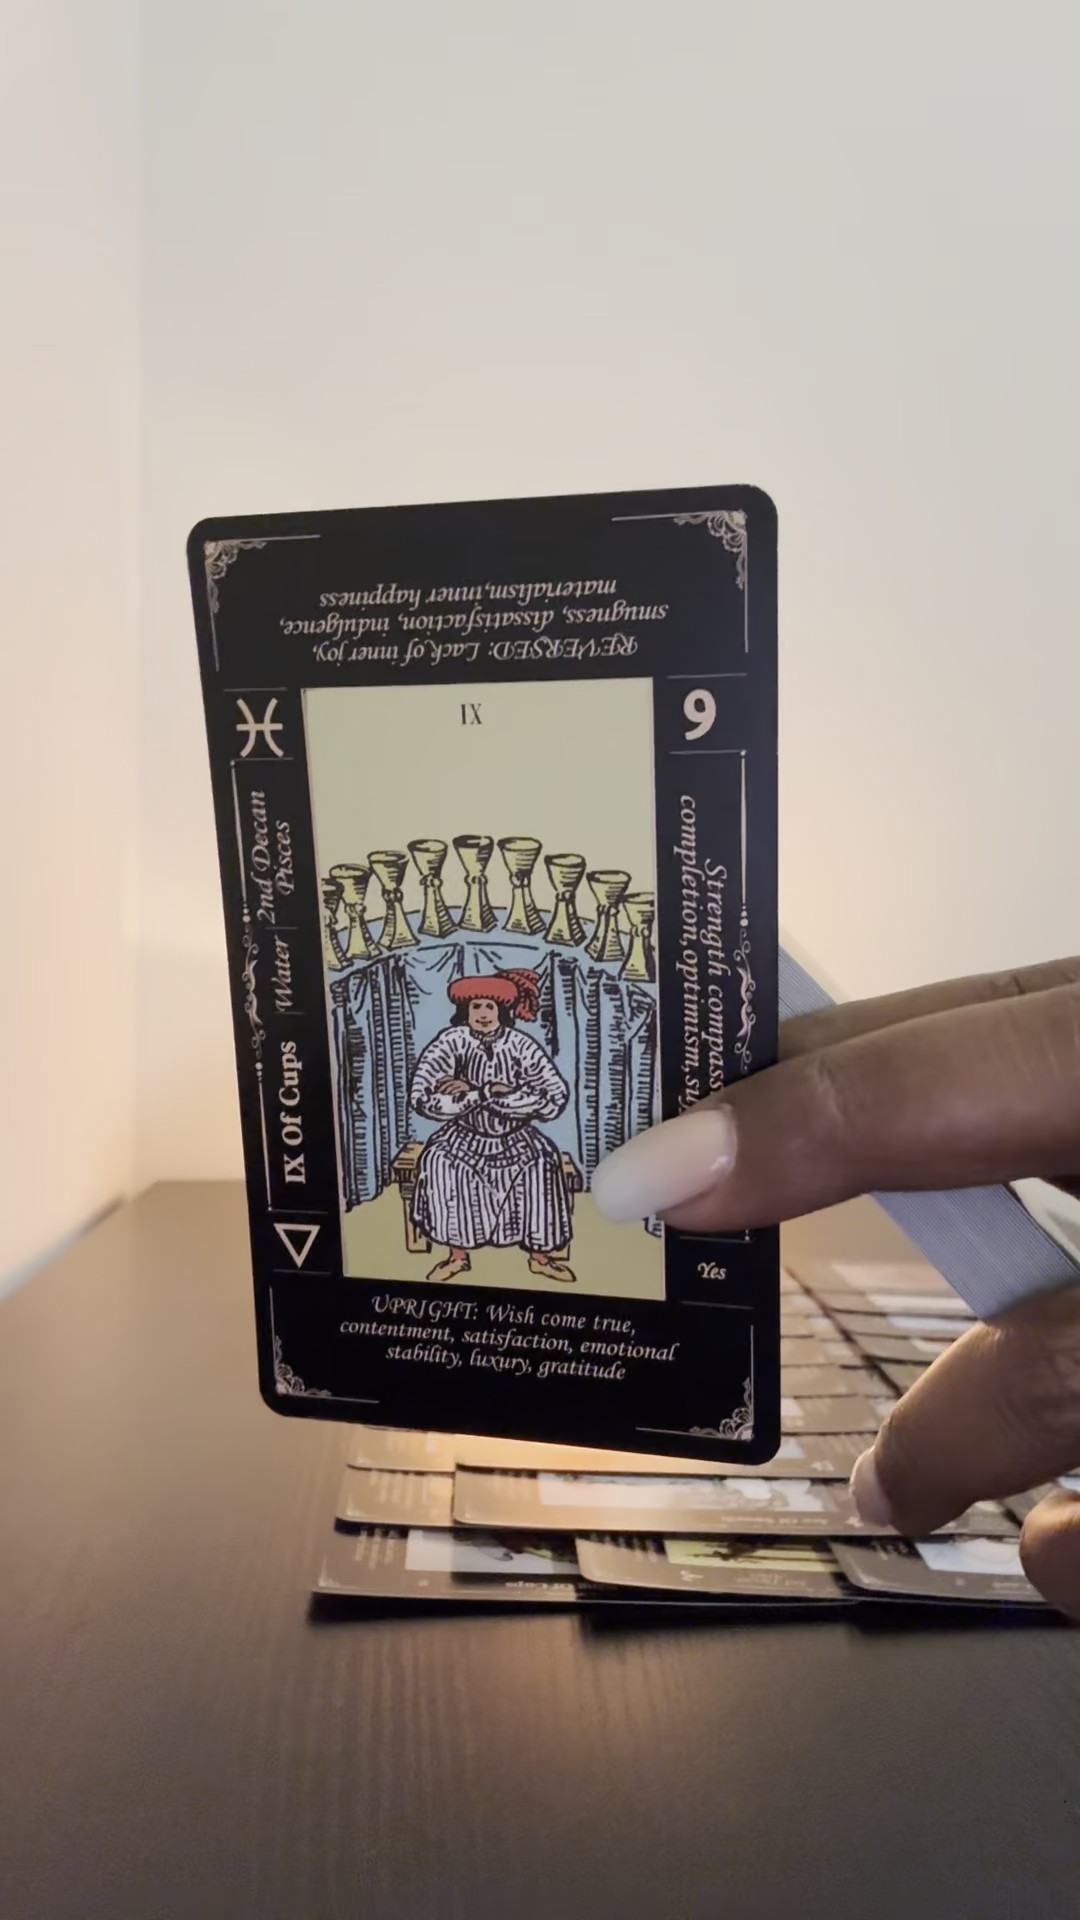 REVERSED: Lack of inner joy,
smugness, dissatisfaction, indulgence,
materialism, inner happiness
IX
9
2nd Decan
Pisces
Water
IX Of Cups
Strength, compass
completion, optimism, su
Yes
UPRIGHT: Wish come true,
contentment, satisfaction, emotional
stability, luxury, gratitude